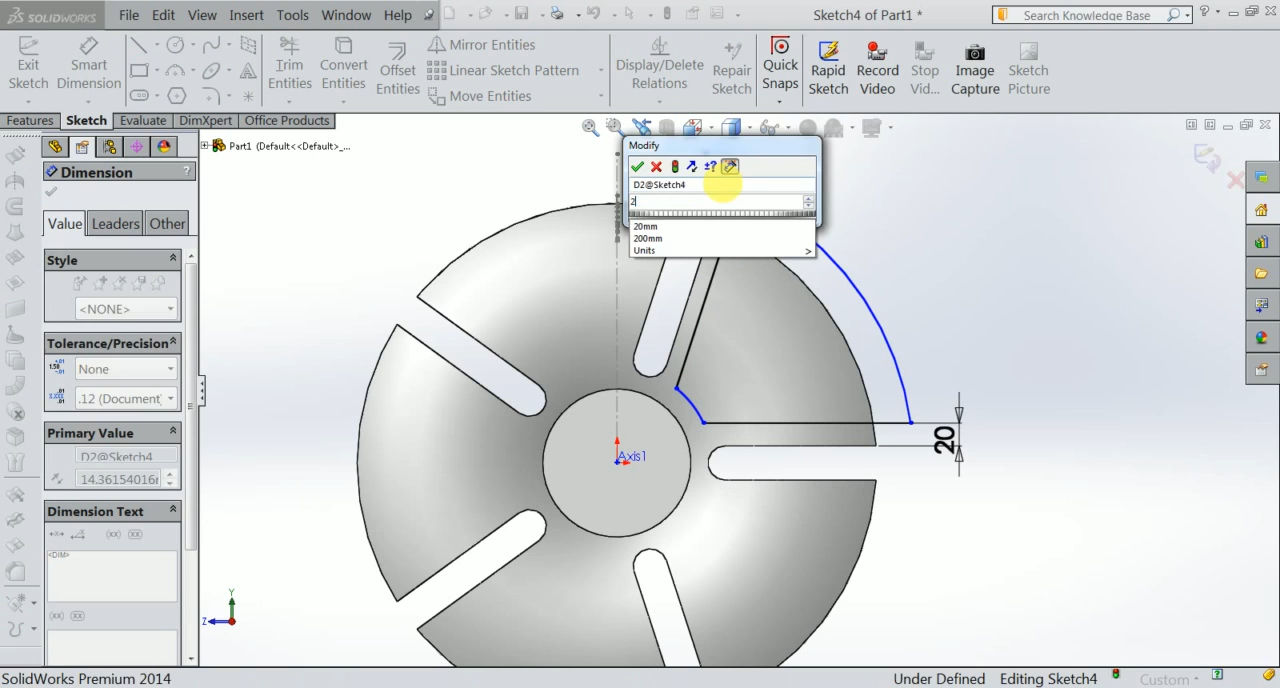 SOLIDWORKS
File Edit View Insert Tools Window Help
Sketch4 of Part1 *
Search Knowledge Base
?
Exit Sketch
Smart Dimension
Trim Entities
Convert Entities
Offset Entities
Mirror Entities
Linear Sketch Pattern
Move Entities
Display/Delete Relations
Repair Sketch
Quick Snaps
Rapid Sketch
Record Video
Stop Vid...
Image Capture
Sketch Picture
Features Sketch Evaluate DimXpert Office Products
Part1 (Default<<Default>_...
Dimension ?
Value Leaders Other
Style
<NONE>
Tolerance/Precision
None
.12 (Document)
Primary Value
D2@Sketch4
14.36154016
Dimension Text
<DIM>
Modify
D2@Sketch4
2
20mm
200mm
Units >
20
Axis1
Y
Z
SolidWorks Premium 2014
Under Defined Editing Sketch4 Custom